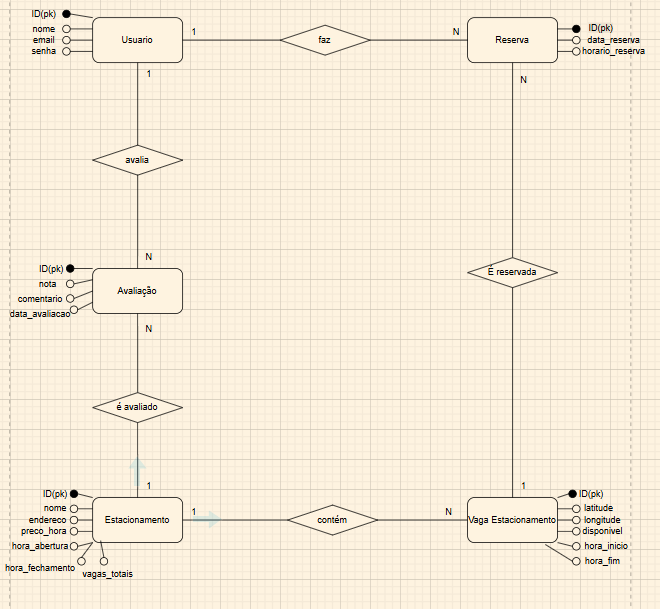 ID(pk)
nome
email
senha
Usuario
1
faz
N
Reserva
ID(pk)
data_reserva
horario_reserva
1
N
avalia
N
ID(pk)
nota
comentario
data_avaliacao
Avaliação
É reservada
N
é avaliado
1
1
ID(pk)
nome
endereco
preco_hora
hora_abertura
hora_fechamento
vagas_totais
Estacionamento
1
contém
N
Vaga Estacionamento
ID(pk)
latitude
longitude
disponivel
hora_inicio
hora_fim